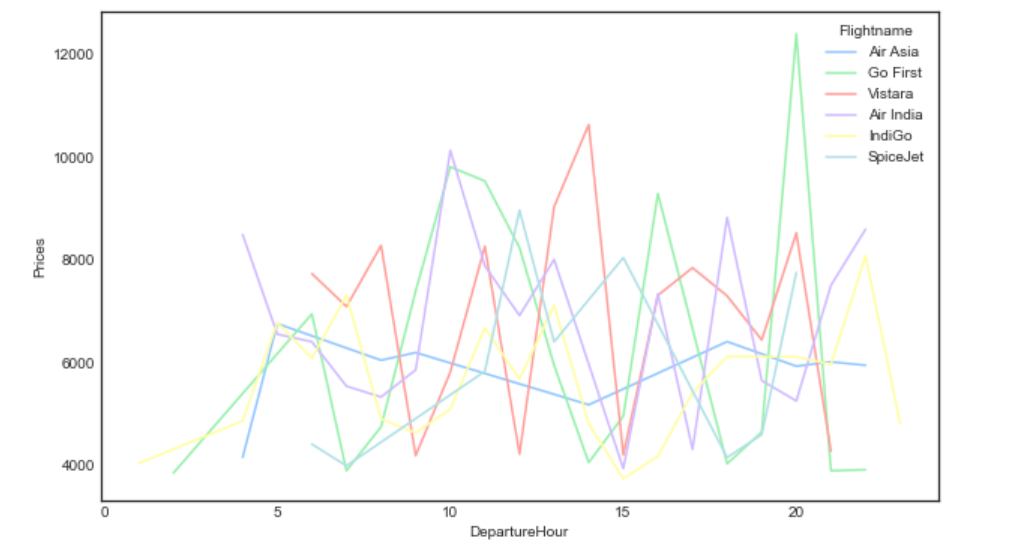 Flightname
Air Asia
Go First
Vistara
Air India
IndiGo
SpiceJet
12000
10000
8000
6000
4000
Prices
0 5 10 15 20
DepartureHour